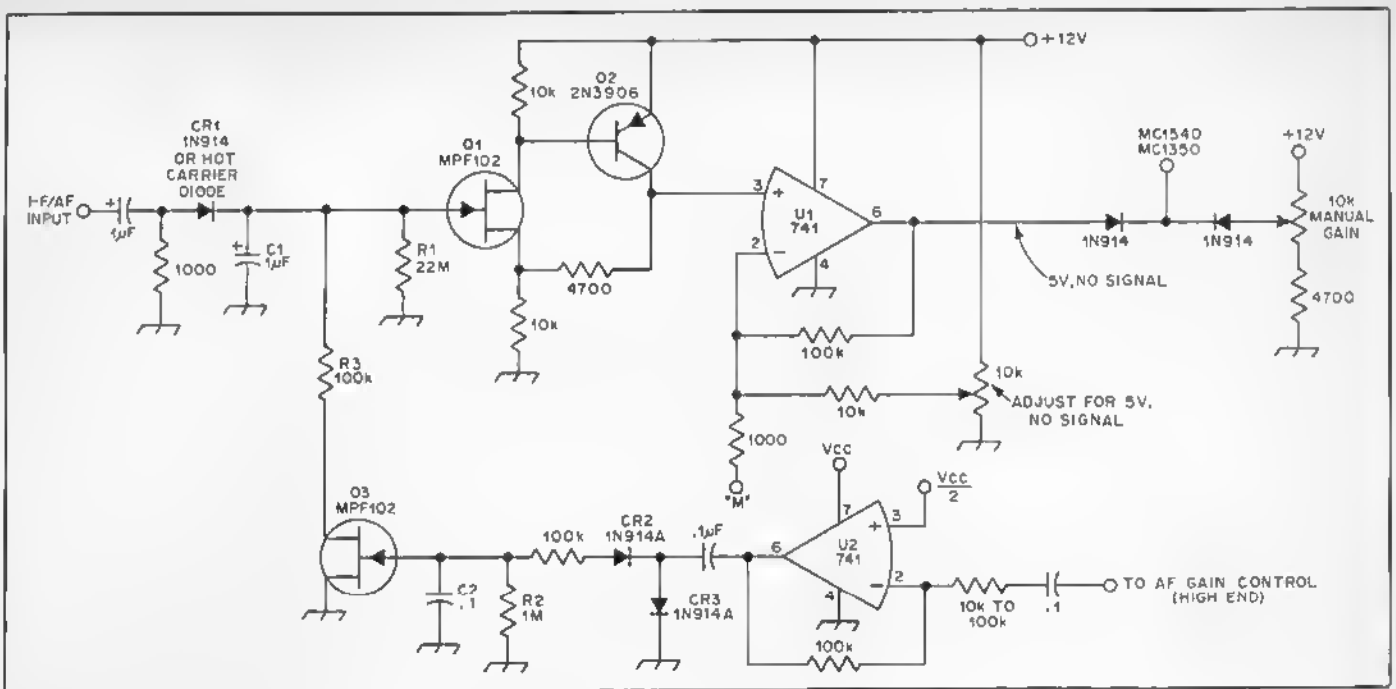 +12V
10k
Q2
2N3906
CR1
1N914
OR HOT
CARRIER
DIODE
Q1
MPF102
MC1540
MC1350
+12V
I-F/AF
INPUT
+
1µF
3
+
7
U1
741
6
2
−
4
10k
MANUAL
GAIN
1N914
1N914
1000
+
C1
1µF
R1
22M
4700
5V, NO SIGNAL
4700
10k
100k
R3
100k
10k
10k
ADJUST FOR 5V,
NO SIGNAL
1000
"M"
VCC
VCC
2
Q3
MPF102
100k
CR2
1N914A
.1µF
6
7
U2
741
+
3
−
2
4
TO AF GAIN CONTROL
(HIGH END)
10k TO
100k
.1
C2
.1
R2
1M
CR3
1N914A
100k